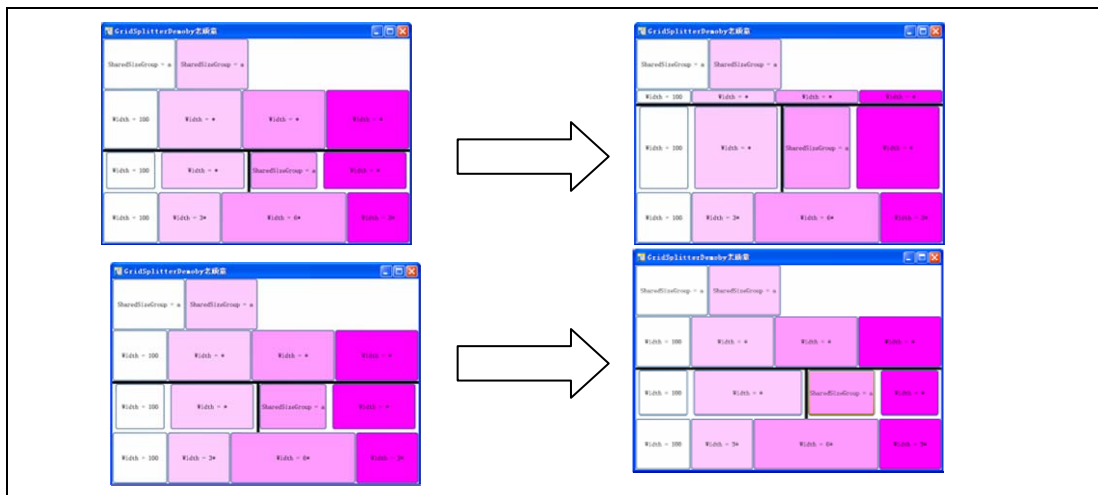 GridSplitterDemoby
SharedSizeGroup = a SharedSizeGroup = a
Width = 100 Width = * Width = * Width = *
Width = 100 Width = * SharedSizeGroup = a Width = *
Width = 100 Width = 3* Width = 6* Width = 3*
GridSplitterDemoby
SharedSizeGroup = a SharedSizeGroup = a
Width = 100 Width = * Width = * Width = *
Width = 100 Width = * SharedSizeGroup = a Width = *
Width = 100 Width = 3* Width = 6* Width = 3*
GridSplitterDemoby
SharedSizeGroup = a SharedSizeGroup = a
Width = 100 Width = * Width = * Width = *
Width = 100 Width = * SharedSizeGroup = a Width = *
Width = 100 Width = 3* Width = 6* Width = 3*
GridSplitterDemoby
SharedSizeGroup = a SharedSizeGroup = a
Width = 100 Width = * Width = * Width = *
Width = 100 Width = * SharedSizeGroup = a Width = *
Width = 100 Width = Width = 6* Width =